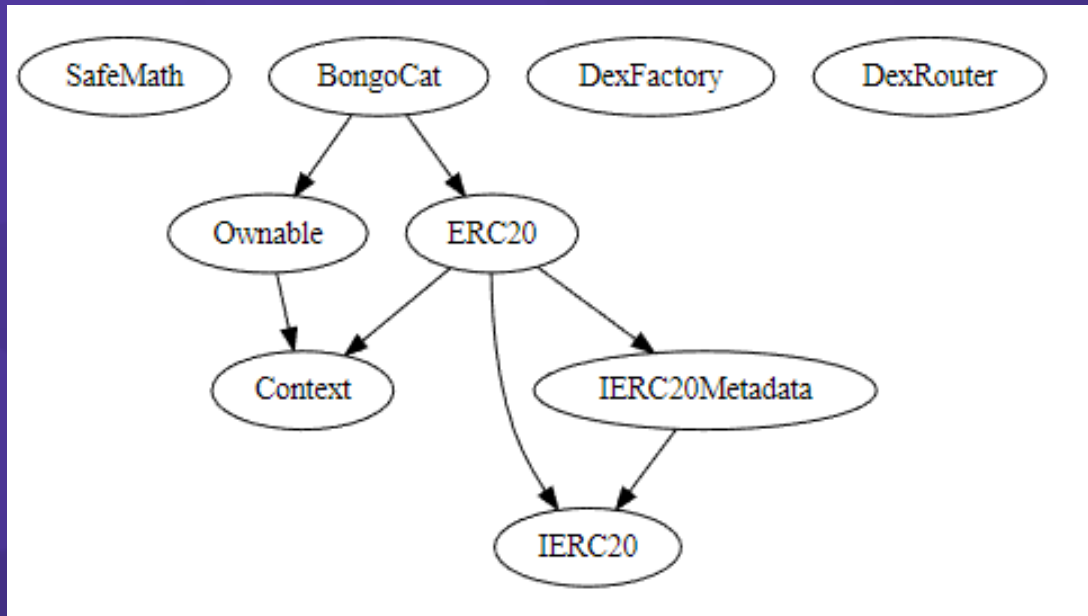 SafeMath
BongoCat
DexFactory
DexRouter
Ownable
ERC20
Context
IERC20Metadata
IERC20